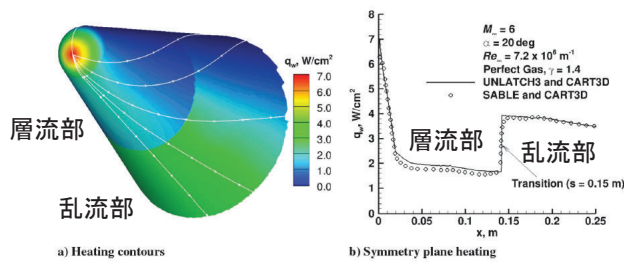 q_w, W/cm²
7.0
6.0
5.0
4.0
3.0
2.0
1.0
0.0
層流部
乱流部
a) Heating contours
M∞ = 6
α = 20 deg
Re∞ = 7.2 x 10⁶ m⁻¹
Perfect Gas, γ = 1.4
UNLATCH3 and CART3D
SABLE and CART3D
q_w, W/cm²
8
7
6
5
4
3
2
1
0
層流部
乱流部
Transition (s = 0.15 m)
0 0.05 0.1 0.15 0.20 0.25
x, m
b) Symmetry plane heating